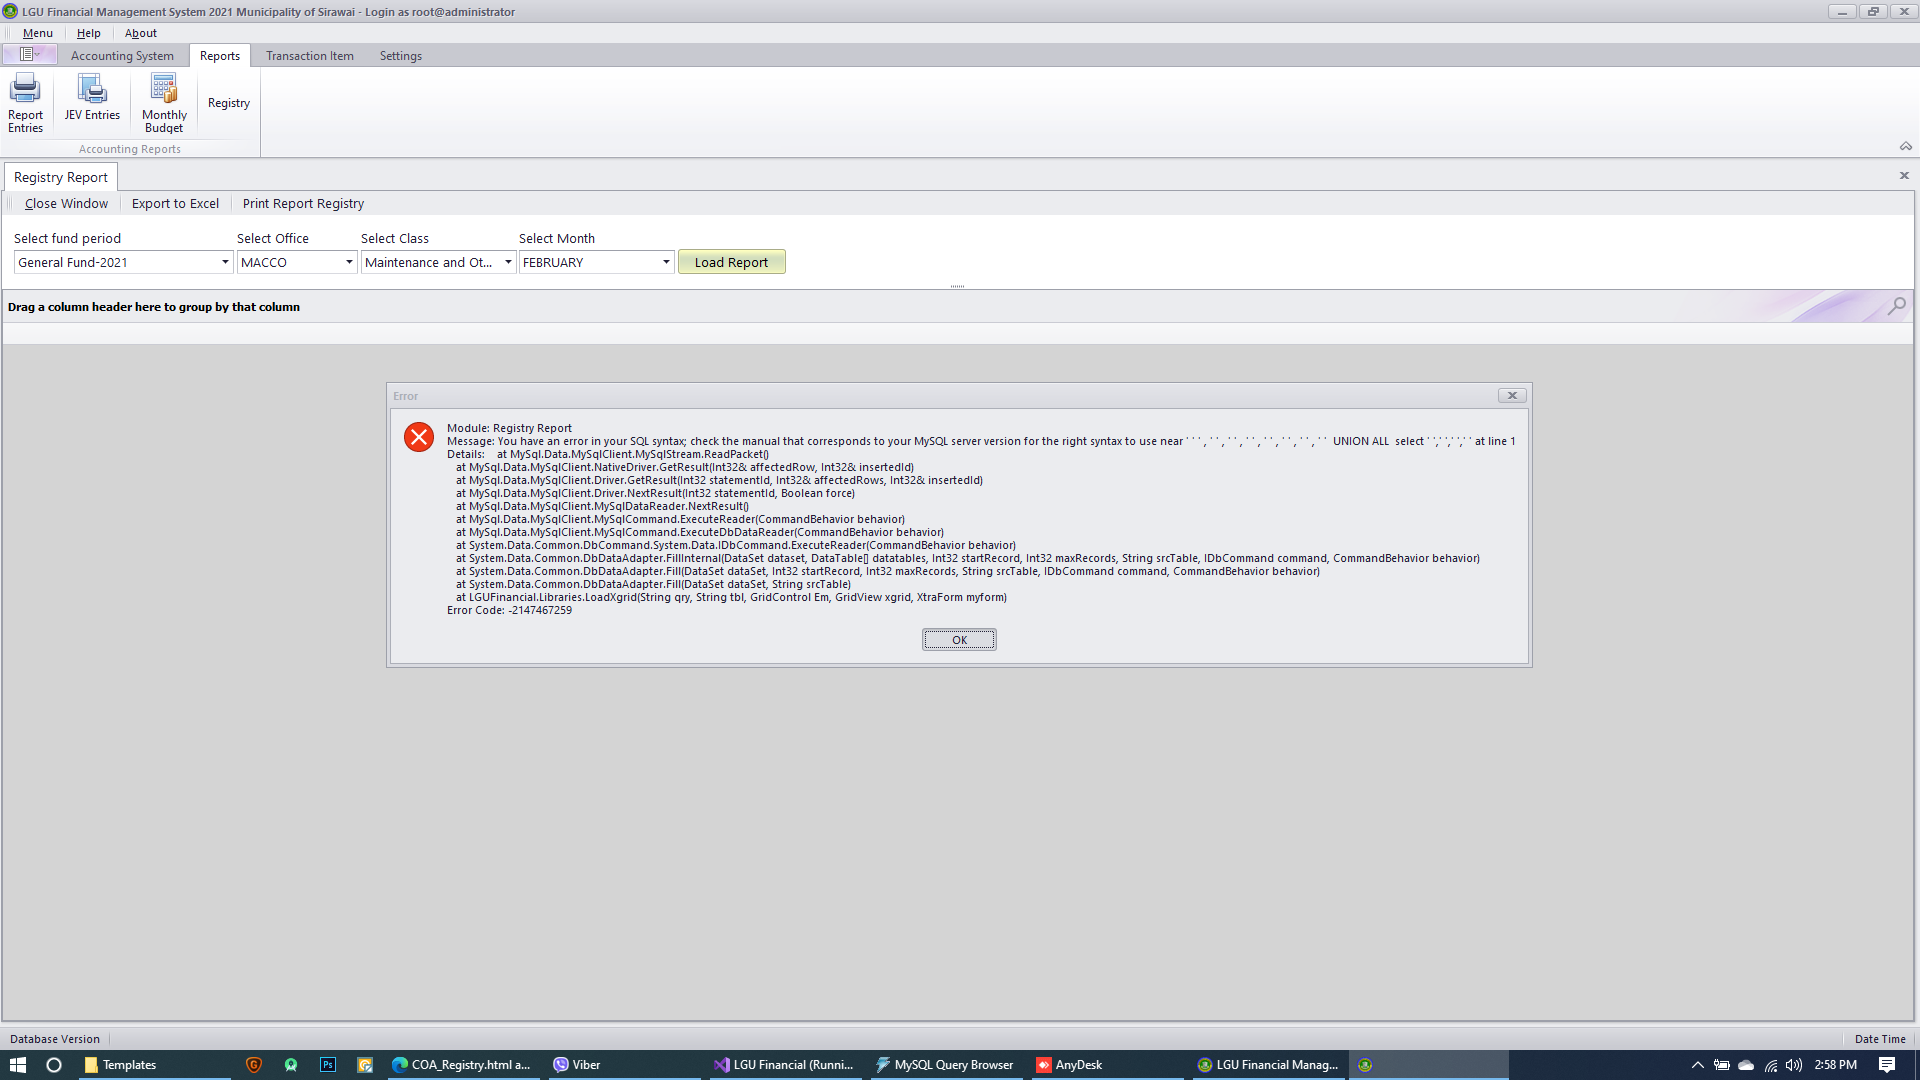 LGU Financial Management System 2021 Municipality of Sirawai - Login as root@administrator
Menu Help About
Accounting System Reports Transaction Item Settings
Report Entries JEV Entries Monthly Budget Registry
Accounting Reports
Registry Report
Close Window Export to Excel Print Report Registry
Select fund period Select Office Select Class Select Month
General Fund-2021 MACCO Maintenance and Ot... FEBRUARY Load Report
Drag a column header here to group by that column
Error
Module: Registry Report
Message: You have an error in your SQL syntax; check the manual that corresponds to your MySQL server version for the right syntax to use near ' ' ' , ' ' , ' ' , ' ' , ' ' , ' ' , ' ' , ' ' UNION ALL select ' ',' ',' ',' ' at line 1
Details: at MySql.Data.MySqlClient.MySqlStream.ReadPacket()
at MySql.Data.MySqlClient.NativeDriver.GetResult(Int32& affectedRow, Int32& insertedId)
at MySql.Data.MySqlClient.Driver.GetResult(Int32 statementId, Int32& affectedRows, Int32& insertedId)
at MySql.Data.MySqlClient.Driver.NextResult(Int32 statementId, Boolean force)
at MySql.Data.MySqlClient.MySqlDataReader.NextResult()
at MySql.Data.MySqlClient.MySqlCommand.ExecuteReader(CommandBehavior behavior)
at MySql.Data.MySqlClient.MySqlCommand.ExecuteDbDataReader(CommandBehavior behavior)
at System.Data.Common.DbCommand.System.Data.IDbCommand.ExecuteReader(CommandBehavior behavior)
at System.Data.Common.DbDataAdapter.FillInternal(DataSet dataset, DataTable[] datatables, Int32 startRecord, Int32 maxRecords, String srcTable, IDbCommand command, CommandBehavior behavior)
at System.Data.Common.DbDataAdapter.Fill(DataSet dataSet, Int32 startRecord, Int32 maxRecords, String srcTable, IDbCommand command, CommandBehavior behavior)
at System.Data.Common.DbDataAdapter.Fill(DataSet dataSet, String srcTable)
at LGUFinancial.Libraries.LoadXgrid(String qry, String tbl, GridControl Em, GridView xgrid, XtraForm myform)
Error Code: -2147467259
OK
Database Version Date Time
Templates Ps COA_Registry.html a... Viber LGU Financial (Runni... MySQL Query Browser AnyDesk LGU Financial Manag... 2:58 PM